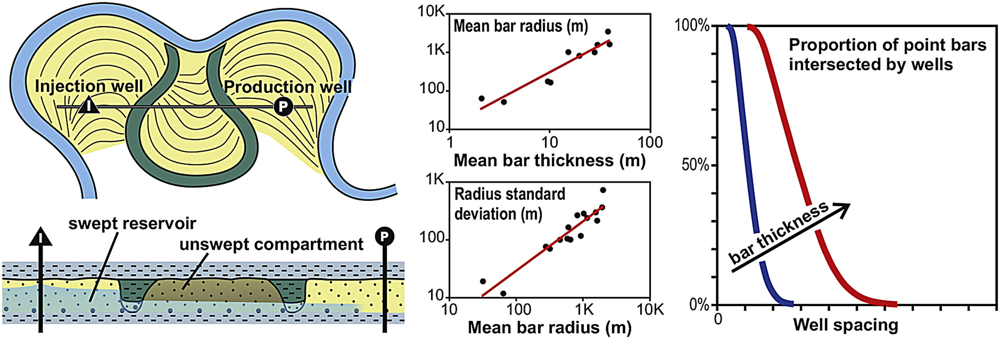 Injection well
Production well
I
P
swept reservoir
unswept compartment
I
P
10K
1K
100
10
Mean bar radius (m)
1
10
100
Mean bar thickness (m)
1K
100
10
Radius standard
deviation (m)
10
100
1K
10K
Mean bar radius (m)
100%
50%
0%
Proportion of point bars
intersected by wells
bar thickness
0
Well spacing